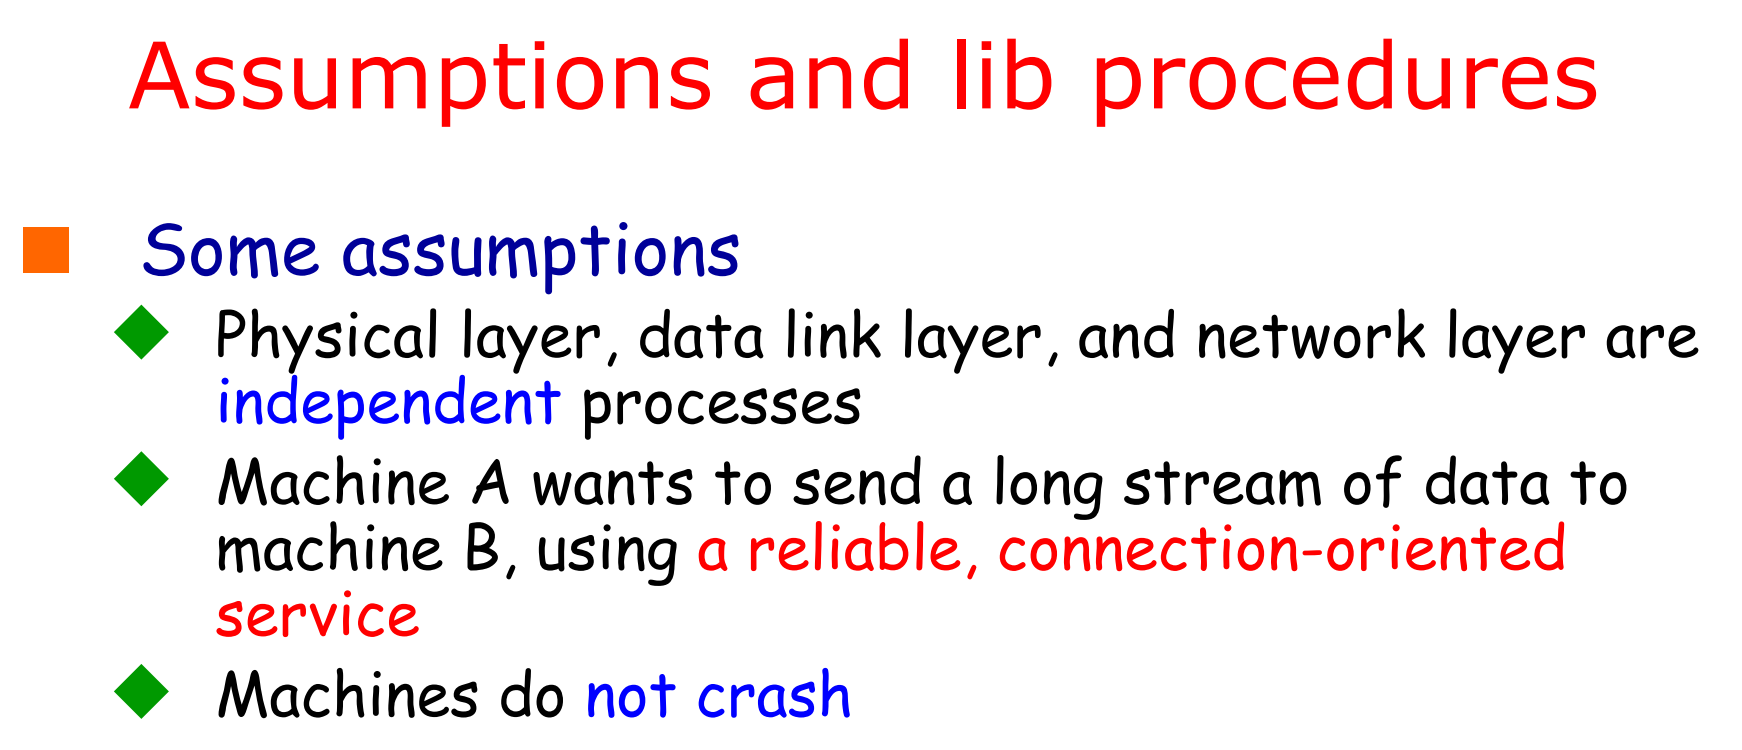 Assumptions and lib procedures
Some assumptions
Physical layer, data link layer, and network layer are
independent processes
Machine A wants to send a long stream of data to
machine B, using a reliable, connection-oriented
service
Machines do not crash